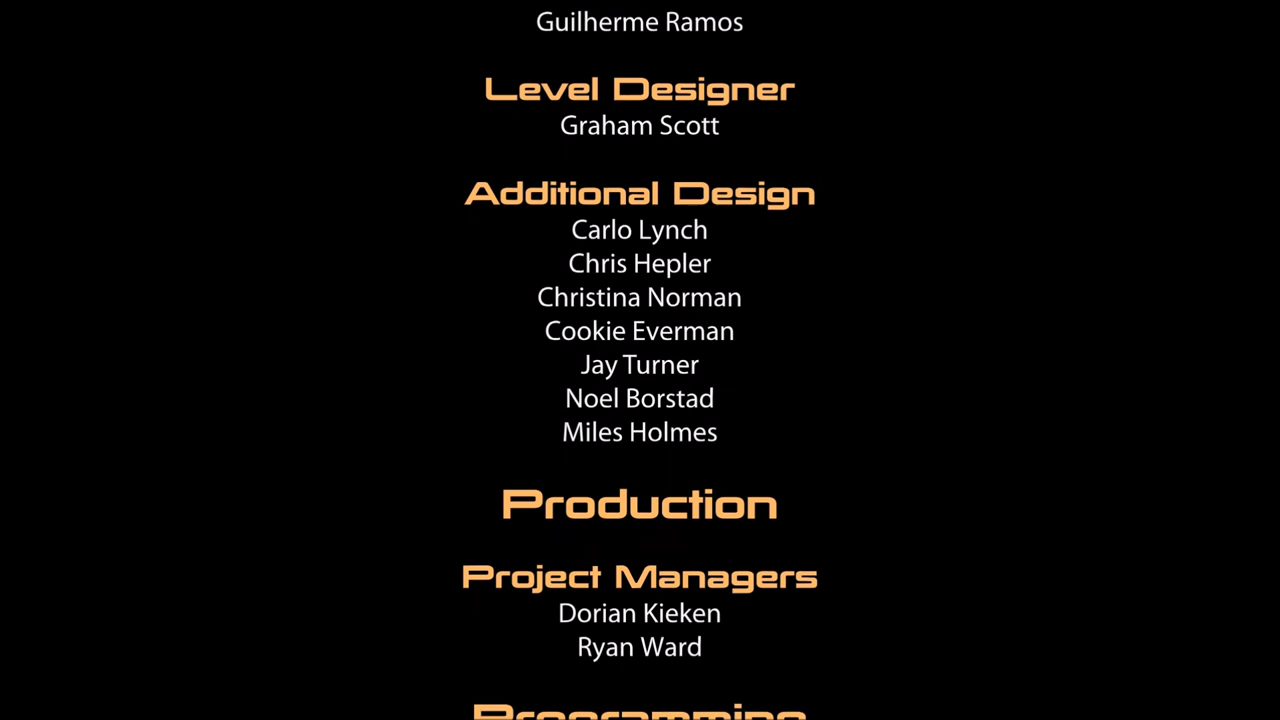 Guilherme Ramos
Level Designer
Graham Scott
Additional Design
Carlo Lynch
Chris Hepler
Christina Norman
Cookie Everman
Jay Turner
Noel Borstad
Miles Holmes
Production
Project Managers
Dorian Kieken
Ryan Ward
Programming